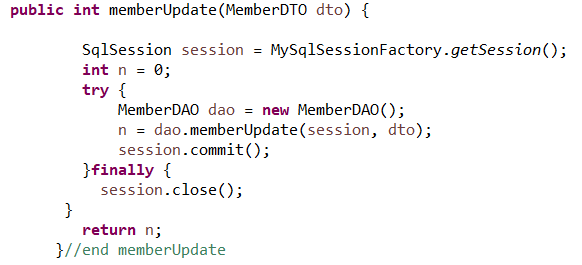 public int memberUpdate(MemberDTO dto) {
SqlSession session = MySqlSessionFactory.getSession();
int n = 0;
try {
MemberDAO dao = new MemberDAO();
n = dao.memberUpdate(session, dto);
session.commit();
}finally {
session.close();
}
return n;
}//end memberUpdate